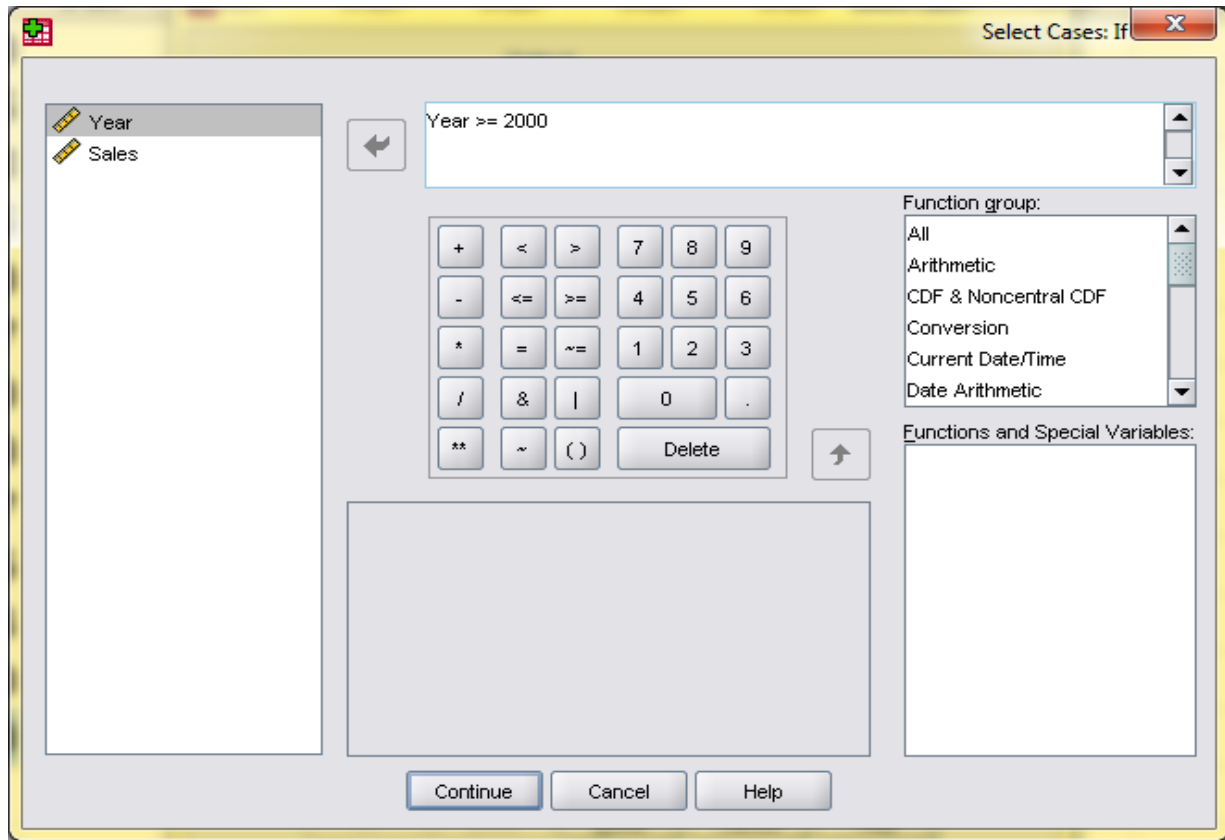 Select Cases: If
Year
Sales
Year >= 2000
Function group:
All
Arithmetic
CDF & Noncentral CDF
Conversion
Current Date/Time
Date Arithmetic
+ < > 7 8 9
- <= >= 4 5 6
* = ~= 1 2 3
/ & | 0 .
** ~ ( ) Delete
Functions and Special Variables:
Continue Cancel Help